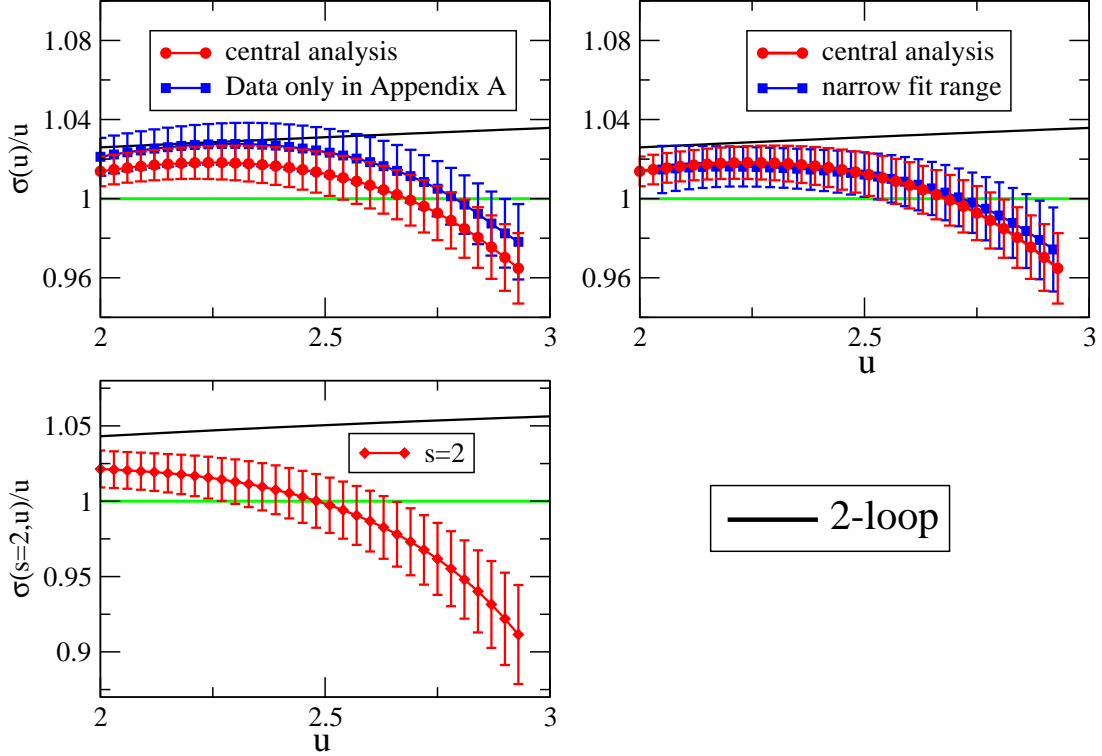 1.08
1.04
1
0.96
σ(u)/u
central analysis
Data only in Appendix A
2
2.5
3
1.08
1.04
1
0.96
central analysis
narrow fit range
2
2.5
3
u
1.05
1
0.95
0.9
σ(s=2,u)/u
s=2
2
2.5
3
u
2-loop